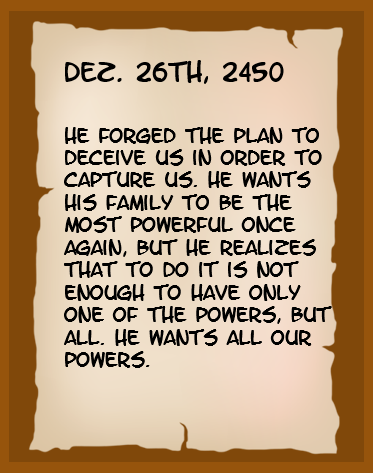 DEZ. 26TH, 2450
HE FORGED THE PLAN TO
DECEIVE US IN ORDER TO
CAPTURE US. HE WANTS
HIS FAMILY TO BE THE
MOST POWERFUL ONCE
AGAIN, BUT HE REALIZES
THAT TO DO IT IS NOT
ENOUGH TO HAVE ONLY
ONE OF THE POWERS, BUT
ALL. HE WANTS ALL OUR
POWERS.